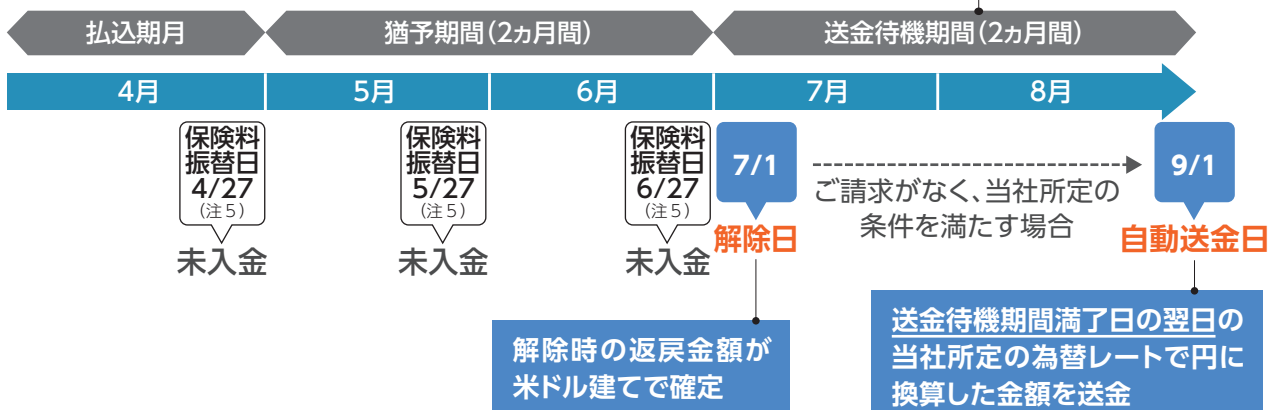 払込期月
猶予期間(2ヵ月間)
送金待機期間(2ヵ月間)
4月
5月
6月
7月
8月
保険料
振替日
4/27
(注5)
未入金
保険料
振替日
5/27
(注5)
未入金
保険料
振替日
6/27
(注5)
未入金
7/1
解除日
ご請求がなく、当社所定の
条件を満たす場合
9/1
自動送金日
解除時の返戻金額が
米ドル建てで確定
送金待機期間満了日の翌日の
当社所定の為替レートで円に
換算した金額を送金